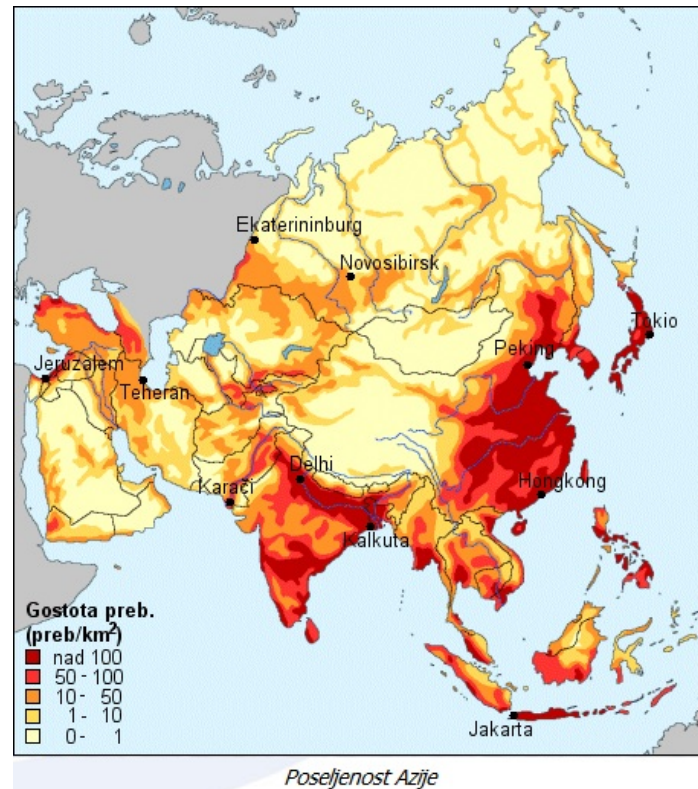 Ekaterininburg
Novosibirsk
Tokio
Peking
Jeruzalem
Teheran
Delhi
Karači
Hongkong
Kalkuta
Gostota preb.
(preb/km²)
nad 100
50 - 100
10 - 50
1 - 10
0 - 1
Jakarta
Poseljenost Azije